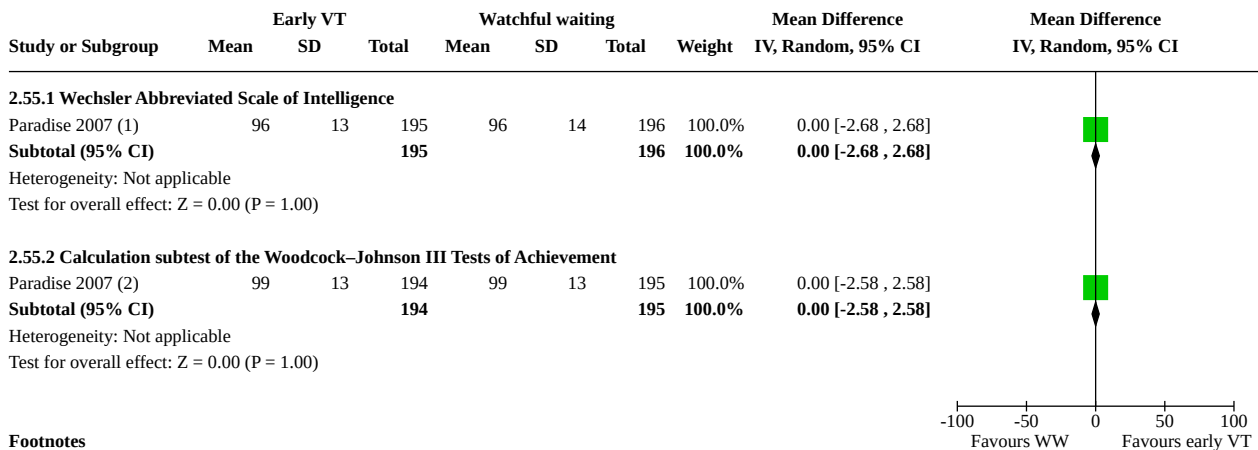 Early VT Watchful waiting Mean Difference Mean Difference
Study or Subgroup Mean SD Total Mean SD Total Weight IV, Random, 95% CI IV, Random, 95% CI
2.55.1 Wechsler Abbreviated Scale of Intelligence
Paradise 2007 (1) 96 13 195 96 14 196 100.0% 0.00 [-2.68 , 2.68]
Subtotal (95% CI) 195 196 100.0% 0.00 [-2.68 , 2.68]
Heterogeneity: Not applicable
Test for overall effect: Z = 0.00 (P = 1.00)
2.55.2 Calculation subtest of the Woodcock–Johnson III Tests of Achievement
Paradise 2007 (2) 99 13 194 99 13 195 100.0% 0.00 [-2.58 , 2.58]
Subtotal (95% CI) 194 195 100.0% 0.00 [-2.58 , 2.58]
Heterogeneity: Not applicable
Test for overall effect: Z = 0.00 (P = 1.00)
-100 -50 0 50 100
Footnotes Favours WW Favours early VT